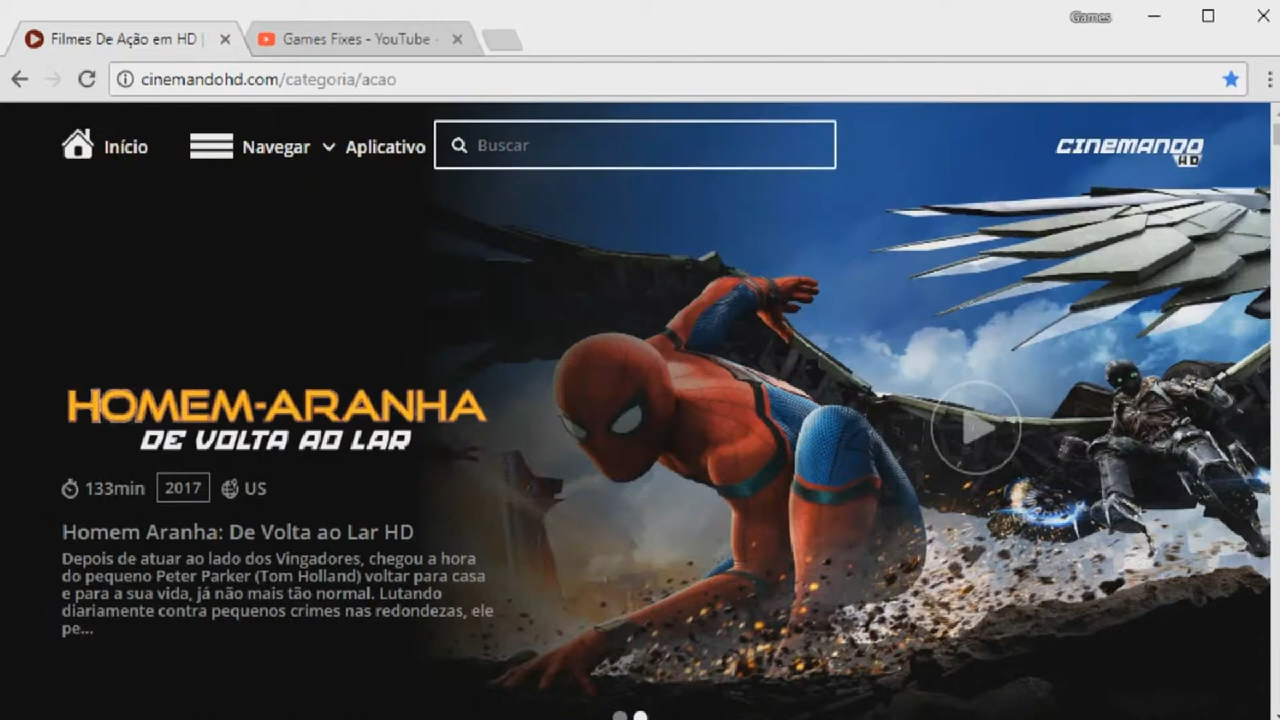 Games
Filmes De Ação em HD |
Games Fixes - YouTube -
cinemandohd.com/categoria/acao
Início
Navegar
Aplicativo
Buscar
CINEMANDO
HD
HOMEM-ARANHA
DE VOLTA AO LAR
133min
2017
US
Homem Aranha: De Volta ao Lar HD
Depois de atuar ao lado dos Vingadores, chegou a hora
do pequeno Peter Parker (Tom Holland) voltar para casa
e para a sua vida, já não mais tão normal. Lutando
diariamente contra pequenos crimes nas redondezas, ele
pe...